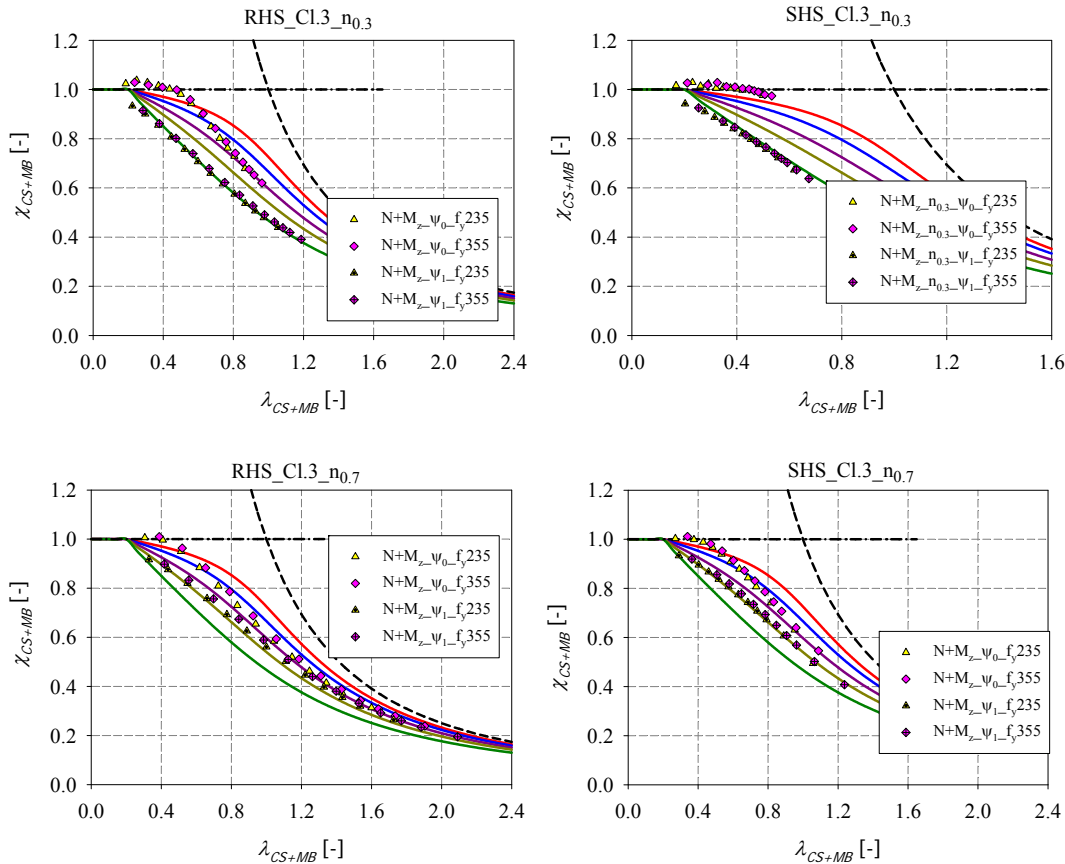 RHS_Cl.3_n0.3
1.2
1.0
0.8
0.6
0.4
0.2
0.0
χCS+MB [-]
N+Mz_ψ0_fy235
N+Mz_ψ0_fy355
N+Mz_ψ1_fy235
N+Mz_ψ1_fy355
0.0 0.4 0.8 1.2 1.6 2.0 2.4
λCS+MB [-]
SHS_Cl.3_n0.3
1.2
1.0
0.8
0.6
0.4
0.2
0.0
χCS+MB [-]
N+Mz_n0.3_ψ0_fy235
N+Mz_n0.3_ψ0_fy355
N+Mz_n0.3_ψ1_fy235
N+Mz_n0.3_ψ1_fy355
0.0 0.4 0.8 1.2 1.6
λCS+MB [-]
RHS_Cl.3_n0.7
1.2
1.0
0.8
0.6
0.4
0.2
0.0
χCS+MB [-]
N+Mz_ψ0_fy235
N+Mz_ψ0_fy355
N+Mz_ψ1_fy235
N+Mz_ψ1_fy355
0.0 0.4 0.8 1.2 1.6 2.0 2.4
λCS+MB [-]
SHS_Cl.3_n0.7
1.2
1.0
0.8
0.6
0.4
0.2
0.0
χCS+MB [-]
N+Mz_ψ0_fy235
N+Mz_ψ0_fy355
N+Mz_ψ1_fy235
N+Mz_ψ1_fy355
0.0 0.4 0.8 1.2 1.6 2.0 2.4
λCS+MB [-]